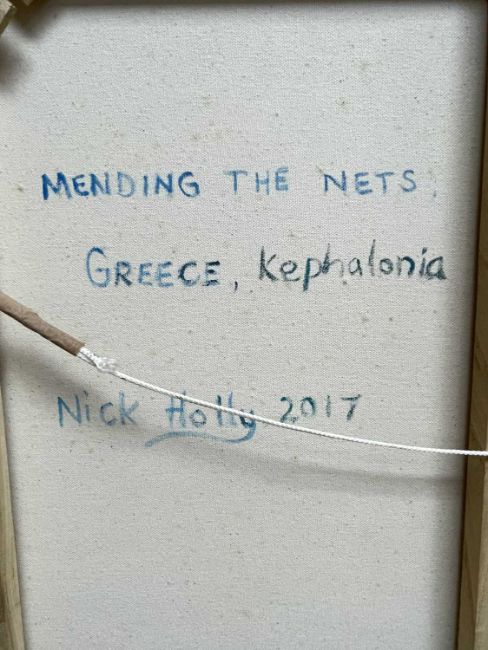 MENDING THE NETS.
GREECE, Kephalonia
Nick Holly 2017